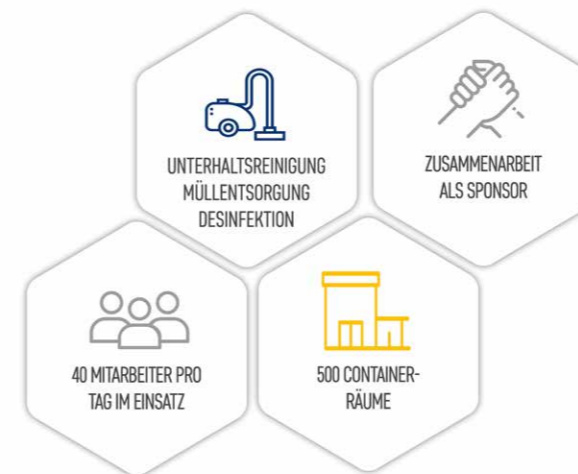 UNTERHALTSREINIGUNG
MÜLLENTSORGUNG
DESINFEKTION
ZUSAMMENARBEIT
ALS SPONSOR
40 MITARBEITER PRO
TAG IM EINSATZ
500 CONTAINER-
RÄUME